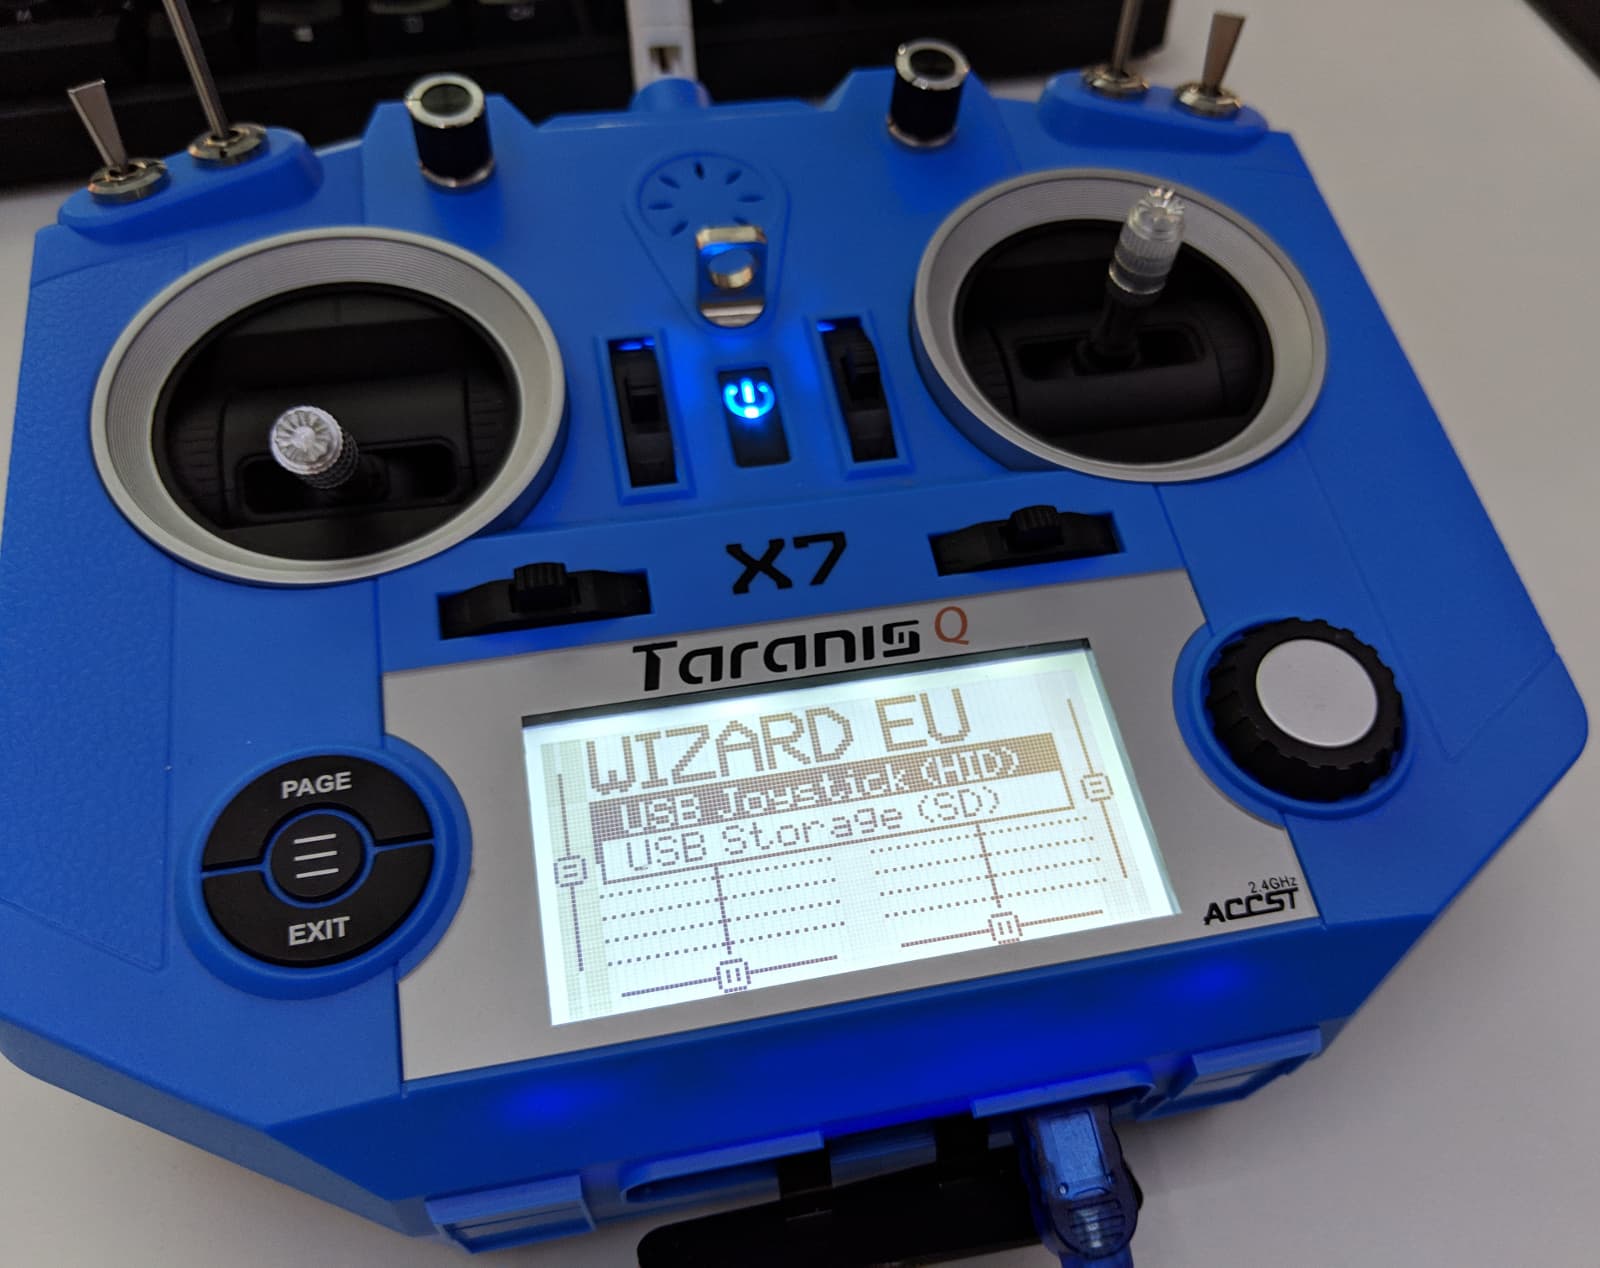 X7
Taranis Q
WIZARD EU
USB Joystick (HID)
USB Storage (SD)
PAGE
EXIT
2.4GHz
ACCST